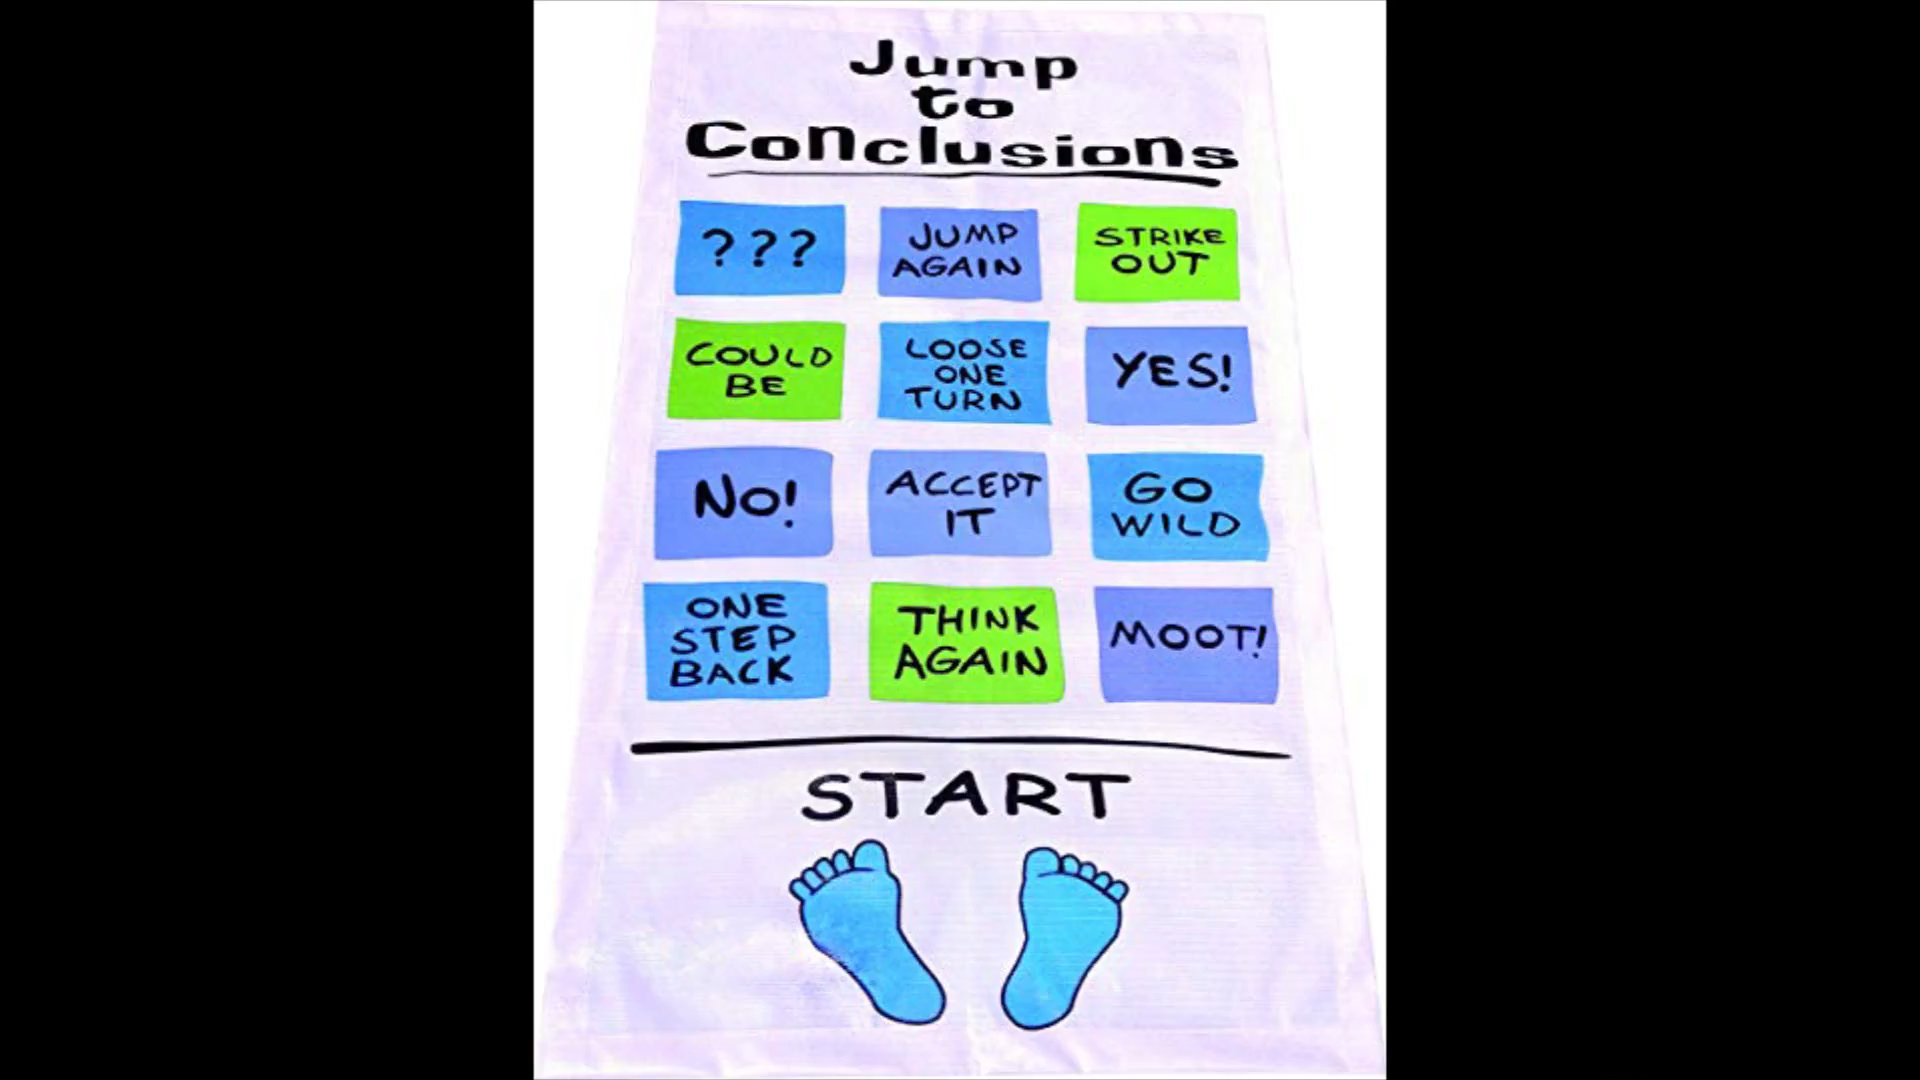 Jump
to
Conclusions
???
JUMP
AGAIN
STRIKE
OUT
COULD
BE
LOOSE
ONE
TURN
YES!
NO!
ACCEPT
IT
GO
WILD
ONE
STEP
BACK
THINK
AGAIN
MOOT!
START